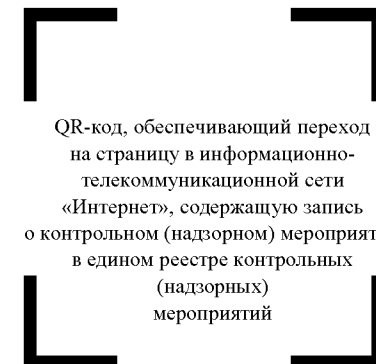 QR-код, обеспечивающий переход
на страницу в информационно-
телекоммуникационной сети
«Интернет», содержащую запись
о контрольном (надзорном) мероприят
в едином реестре контрольных
(надзорных)
мероприятий